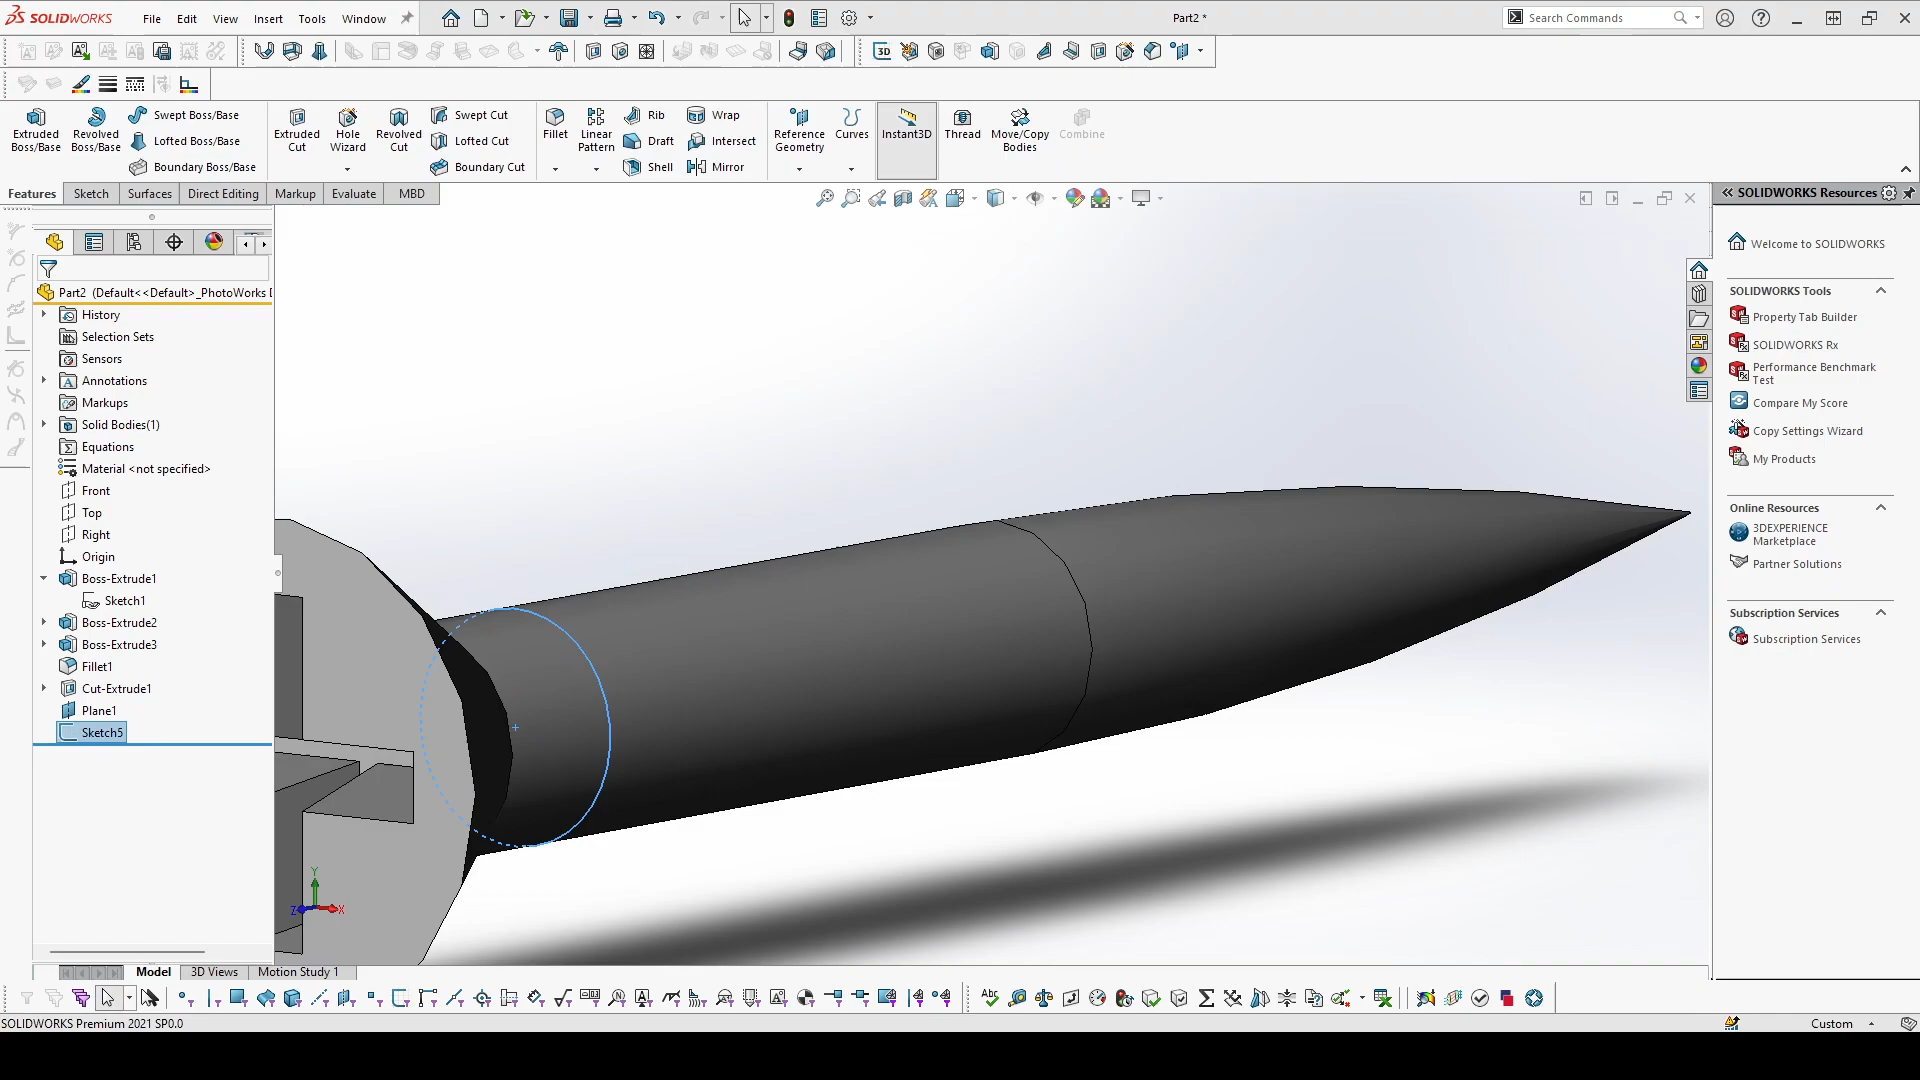 SOLIDWORKS File Edit View Insert Tools Window Part2 * Search Commands
3D
Extruded Boss/Base
Revolved Boss/Base
Swept Boss/Base
Lofted Boss/Base
Boundary Boss/Base
Extruded Cut
Hole Wizard
Revolved Cut
Swept Cut
Lofted Cut
Boundary Cut
Fillet
Linear Pattern
Rib
Draft
Shell
Wrap
Intersect
Mirror
Reference Geometry
Curves
Instant3D
Thread
Move/Copy Bodies
Combine
Features Sketch Surfaces Direct Editing Markup Evaluate MBD
Part2 (Default<<Default>_PhotoWorks
History
Selection Sets
Sensors
Annotations
Markups
Solid Bodies(1)
Equations
Material <not specified>
Front
Top
Right
Origin
Boss-Extrude1
Sketch1
Boss-Extrude2
Boss-Extrude3
Fillet1
Cut-Extrude1
Plane1
Sketch5
Y
Z X
SOLIDWORKS Resources
Welcome to SOLIDWORKS
SOLIDWORKS Tools
Property Tab Builder
SOLIDWORKS Rx
Performance Benchmark
Test
Compare My Score
Copy Settings Wizard
My Products
Online Resources
3DEXPERIENCE
Marketplace
Partner Solutions
Subscription Services
Subscription Services
Model 3D Views Motion Study 1
SOLIDWORKS Premium 2021 SP0.0
Custom